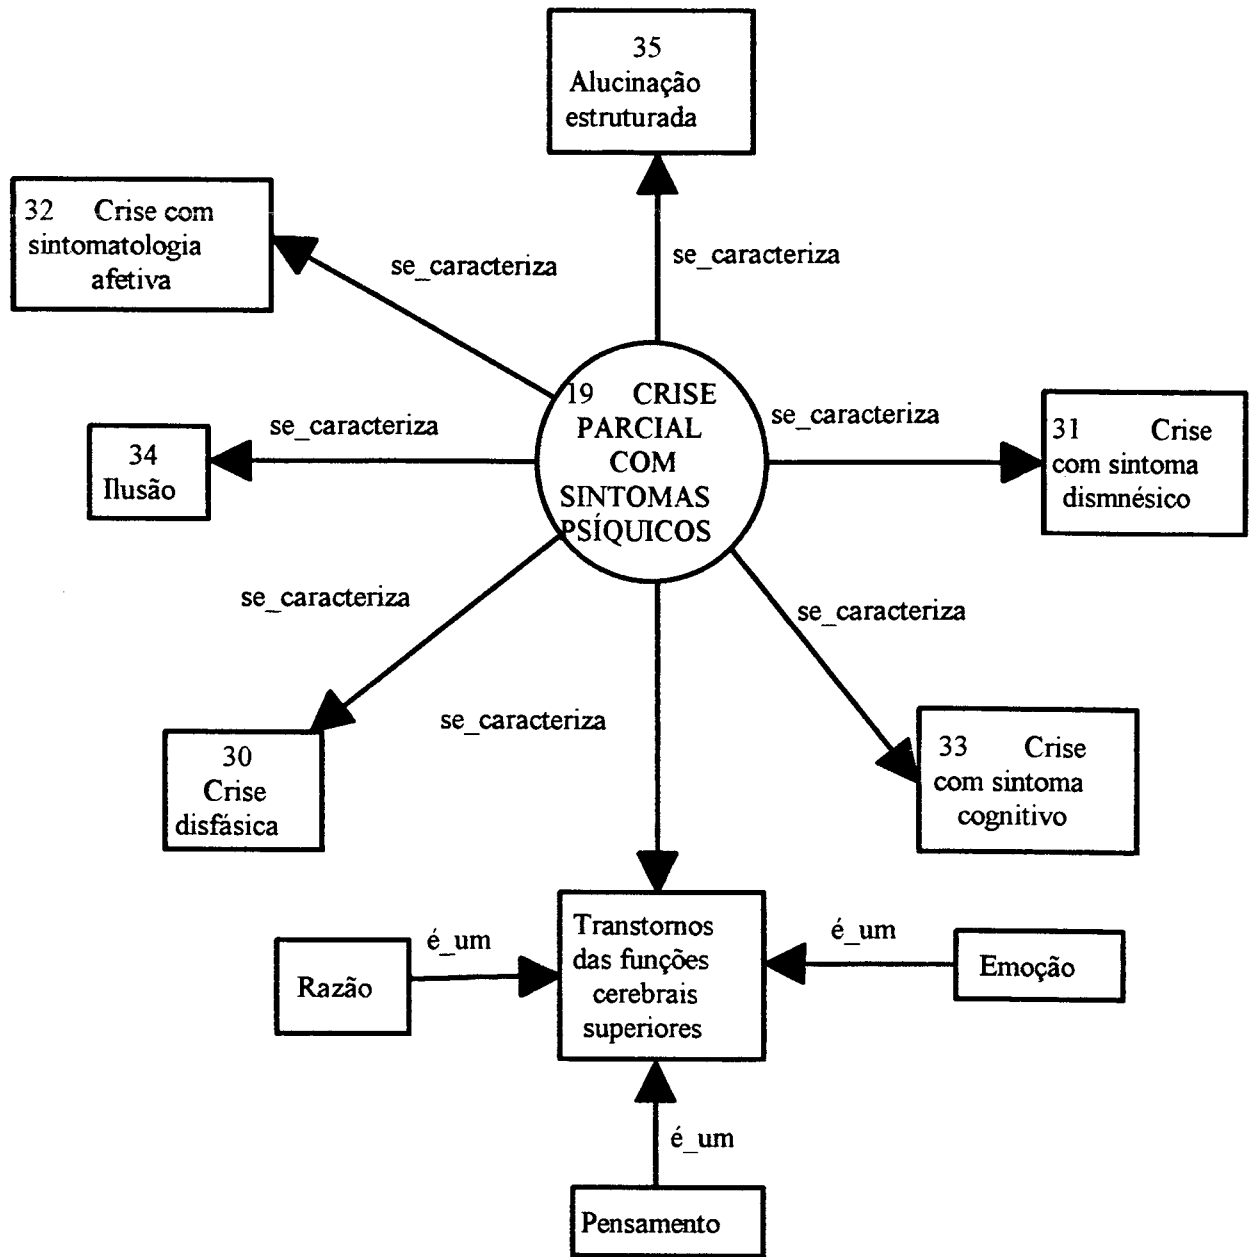 35
Alucinação
estruturada
32 Crise com
sintomatologia
afetiva
se_caracteriza
se_caracteriza
19 CRISE
PARCIAL
COM
SINTOMAS
PSÍQUICOS
se_caracteriza
34
Ilusão
se_caracteriza
31 Crise
com sintoma
dismnésico
se_caracteriza
se_caracteriza
se_caracteriza
30
Crise
disfásica
33 Crise
com sintoma
cognitivo
Transtornos
das funções
cerebrais
superiores
é_um
Razão
é_um
Emoção
é_um
Pensamento